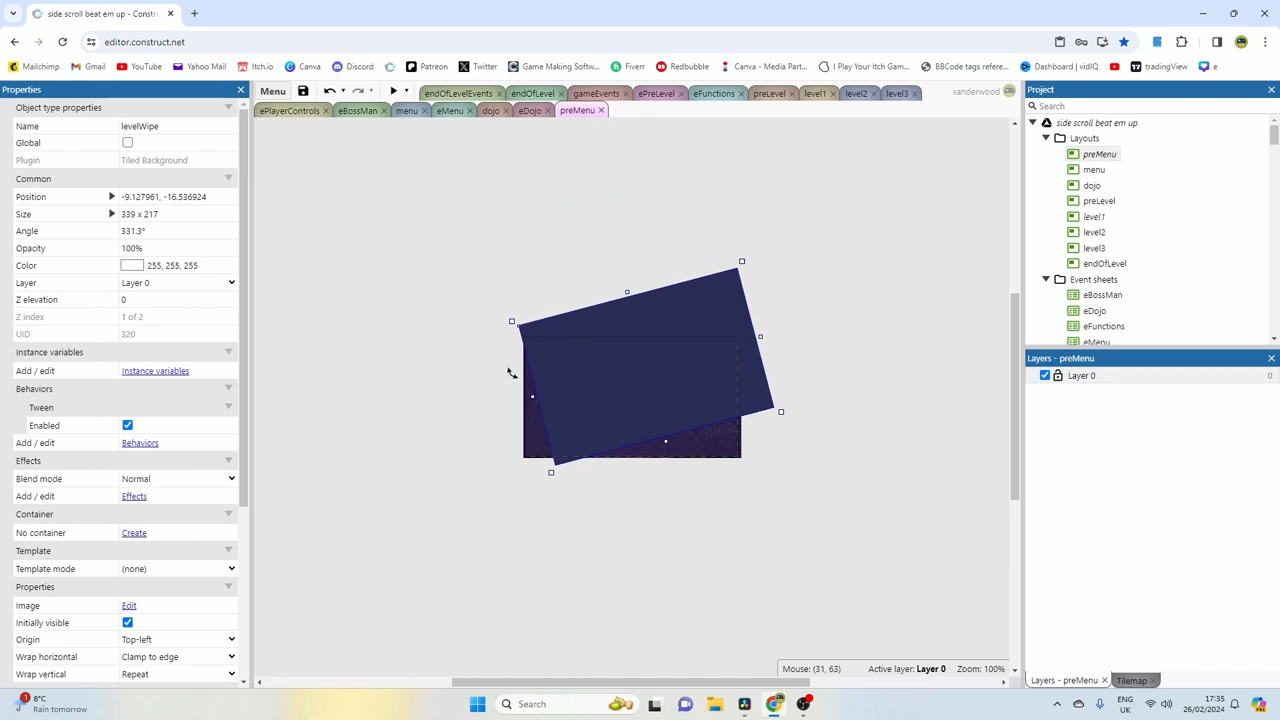 side scroll beat em up - Constr
editor.construct.net
Mailchimp Gmail YouTube Yahoo Mail Itch.io Canva Discord Patreon Twitter Game Making Softw... Fiverr Redbubble Canva - Media Part... I Play Your Itch Gam... BBCode tags refere... Dashboard | vidIQ tradingView e
Properties
Menu
endOfLevelEvents endOfLevel gameEvents ePreLevel eFunctions preLevel level1 level2 level3
xanderwood
ePlayerControls eBossMan menu eMenu dojo eDojo preMenu
Object type properties
Name levelWipe
Global
Plugin Tiled Background
Common
Position -9.127961, -16.536924
Size 339 x 217
Angle 331.3°
Opacity 100%
Color 255, 255, 255
Layer Layer 0
Z elevation 0
Z index 1 of 2
UID 320
Instance variables
Add / edit Instance variables
Behaviors
Tween
Enabled
Add / edit Behaviors
Effects
Blend mode Normal
Add / edit Effects
Container
No container Create
Template
Template mode (none)
Properties
Image Edit
Initially visible
Origin Top-left
Wrap horizontal Clamp to edge
Wrap vertical Repeat
Mouse: (31, 63) Active layer: Layer 0 Zoom: 100%
Project
Search
side scroll beat em up
Layouts
preMenu
menu
dojo
preLevel
level1
level2
level3
endOfLevel
Event sheets
eBossMan
eDojo
eFunctions
eMenu
Layers - preMenu
Layer 0 0
Layers - preMenu Tilemap
1
8°C
Rain tomorrow
Search
ENG
UK
17:35
26/02/2024